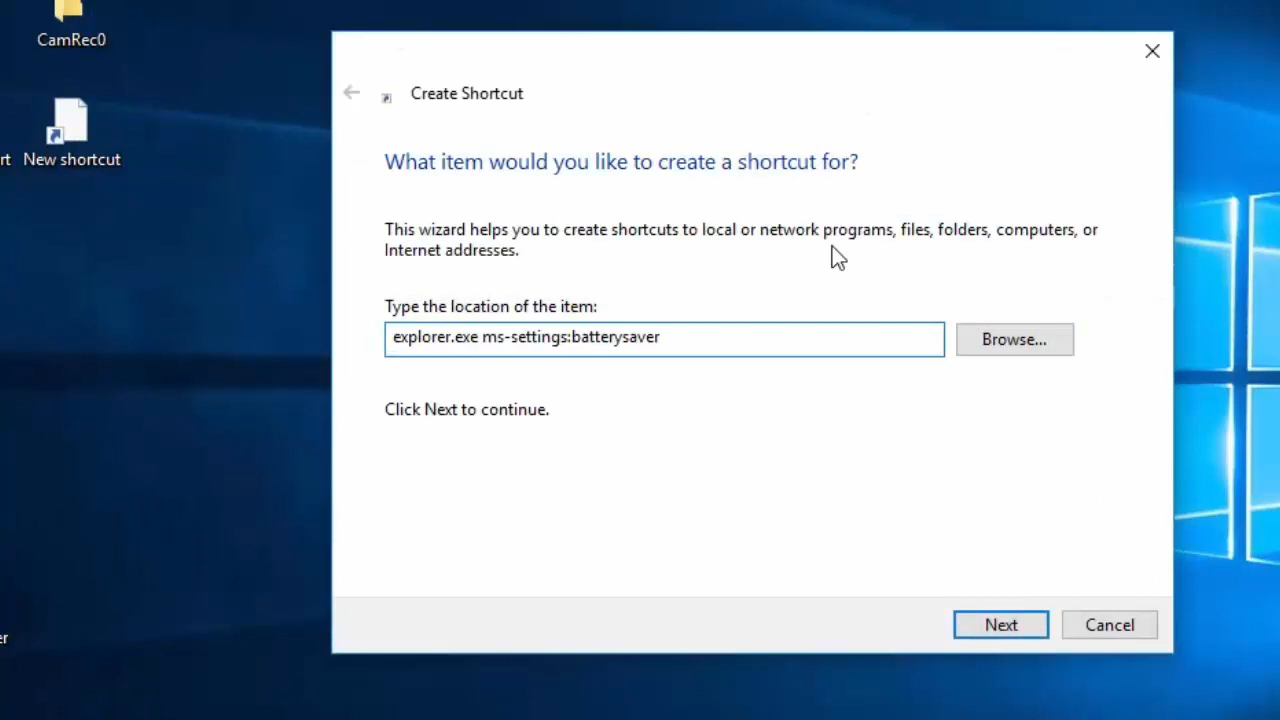 CamRec0
rt
New shortcut
er
Create Shortcut
What item would you like to create a shortcut for?
This wizard helps you to create shortcuts to local or network programs, files, folders, computers, or
Internet addresses.
Type the location of the item:
explorer.exe ms-settings:batterysaver
Browse...
Click Next to continue.
Next
Cancel